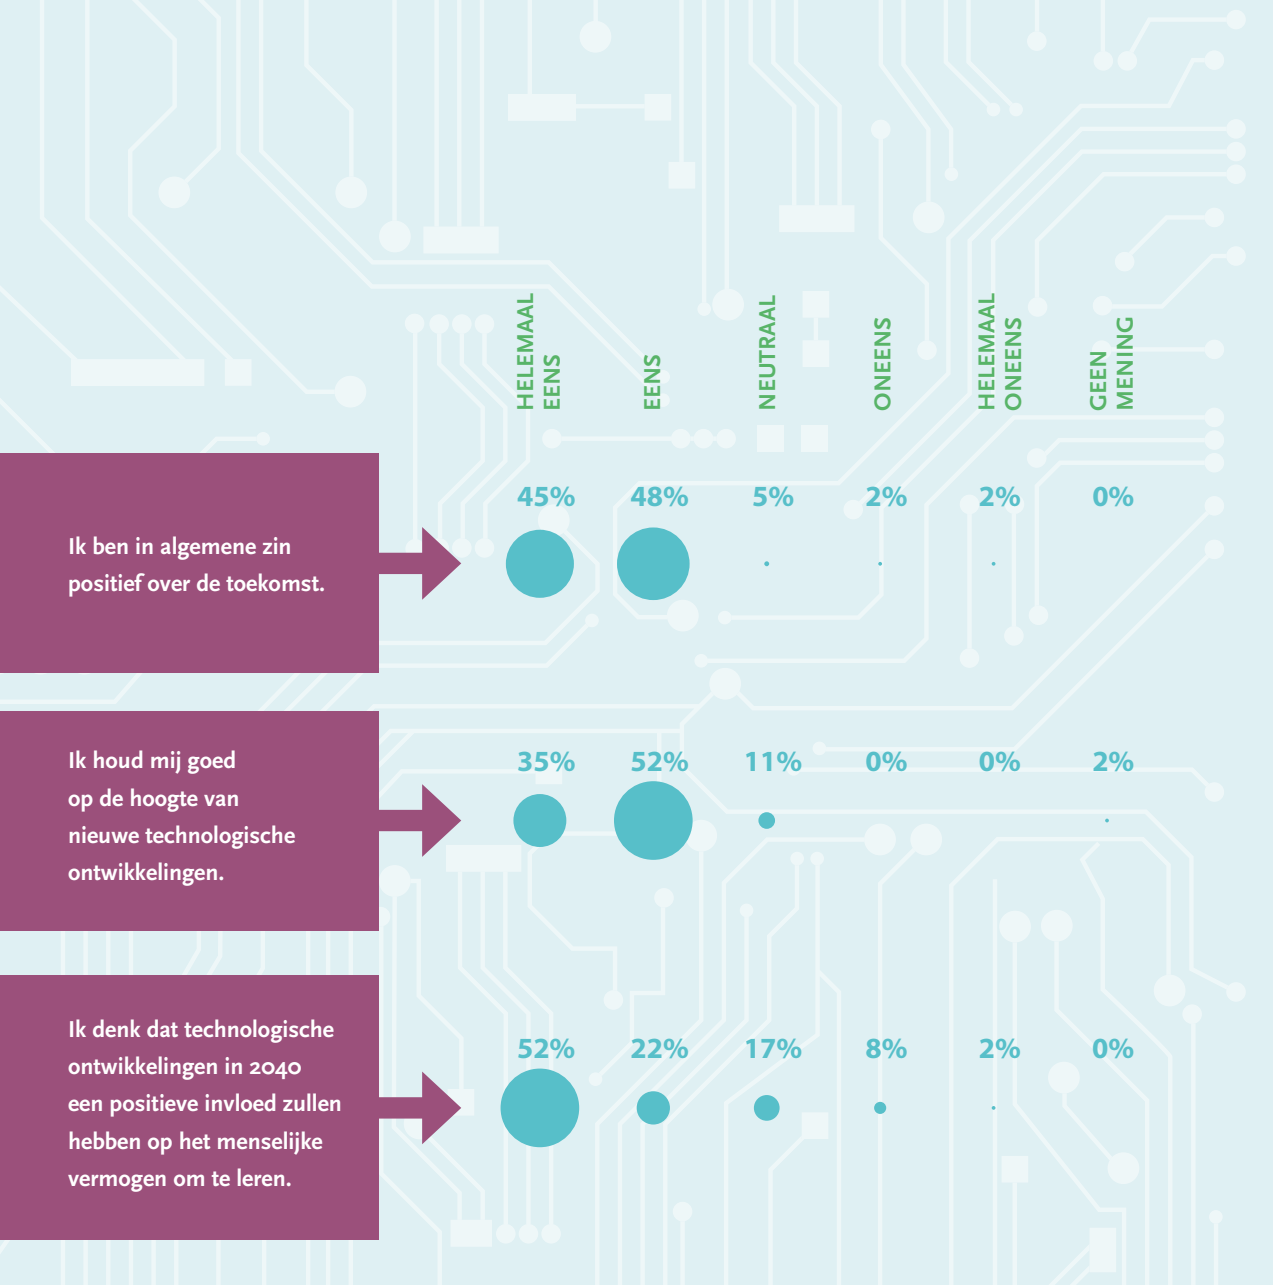 HELEMAAL
EENS
EENS
NEUTRAAL
ONEENS
HELEMAAL
ONEENS
GEEN
MENING
Ik ben in algemene zin
positief over de toekomst.
45% 48% 5% 2% 2% 0%
Ik houd mij goed
op de hoogte van
nieuwe technologische
ontwikkelingen.
35% 52% 11% 0% 0% 2%
Ik denk dat technologische
ontwikkelingen in 2040
een positieve invloed zullen
hebben op het menselijke
vermogen om te leren.
52% 22% 17% 8% 2% 0%